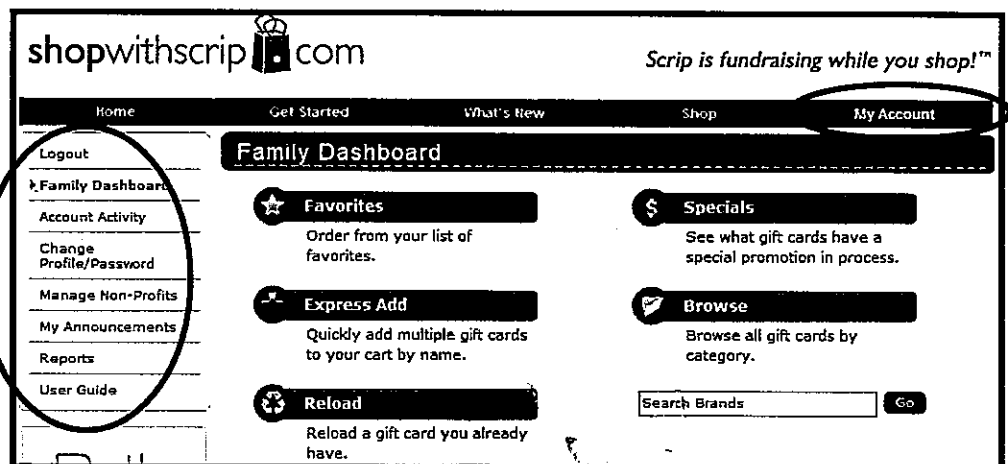 shopwithscrip com
Scrip is fundraising while you shop!™
Home Get Started What's New Shop My Account
Logout
Family Dashboard
Account Activity
Change
Profile/Password
Manage Non-Profits
My Announcements
Reports
User Guide
Family Dashboard
Favorites
Order from your list of
favorites.
Express Add
Quickly add multiple gift cards
to your cart by name.
Reload
Reload a gift card you already
have.
$ Specials
See what gift cards have a
special promotion in process.
Browse
Browse all gift cards by
category.
Search Brands Go